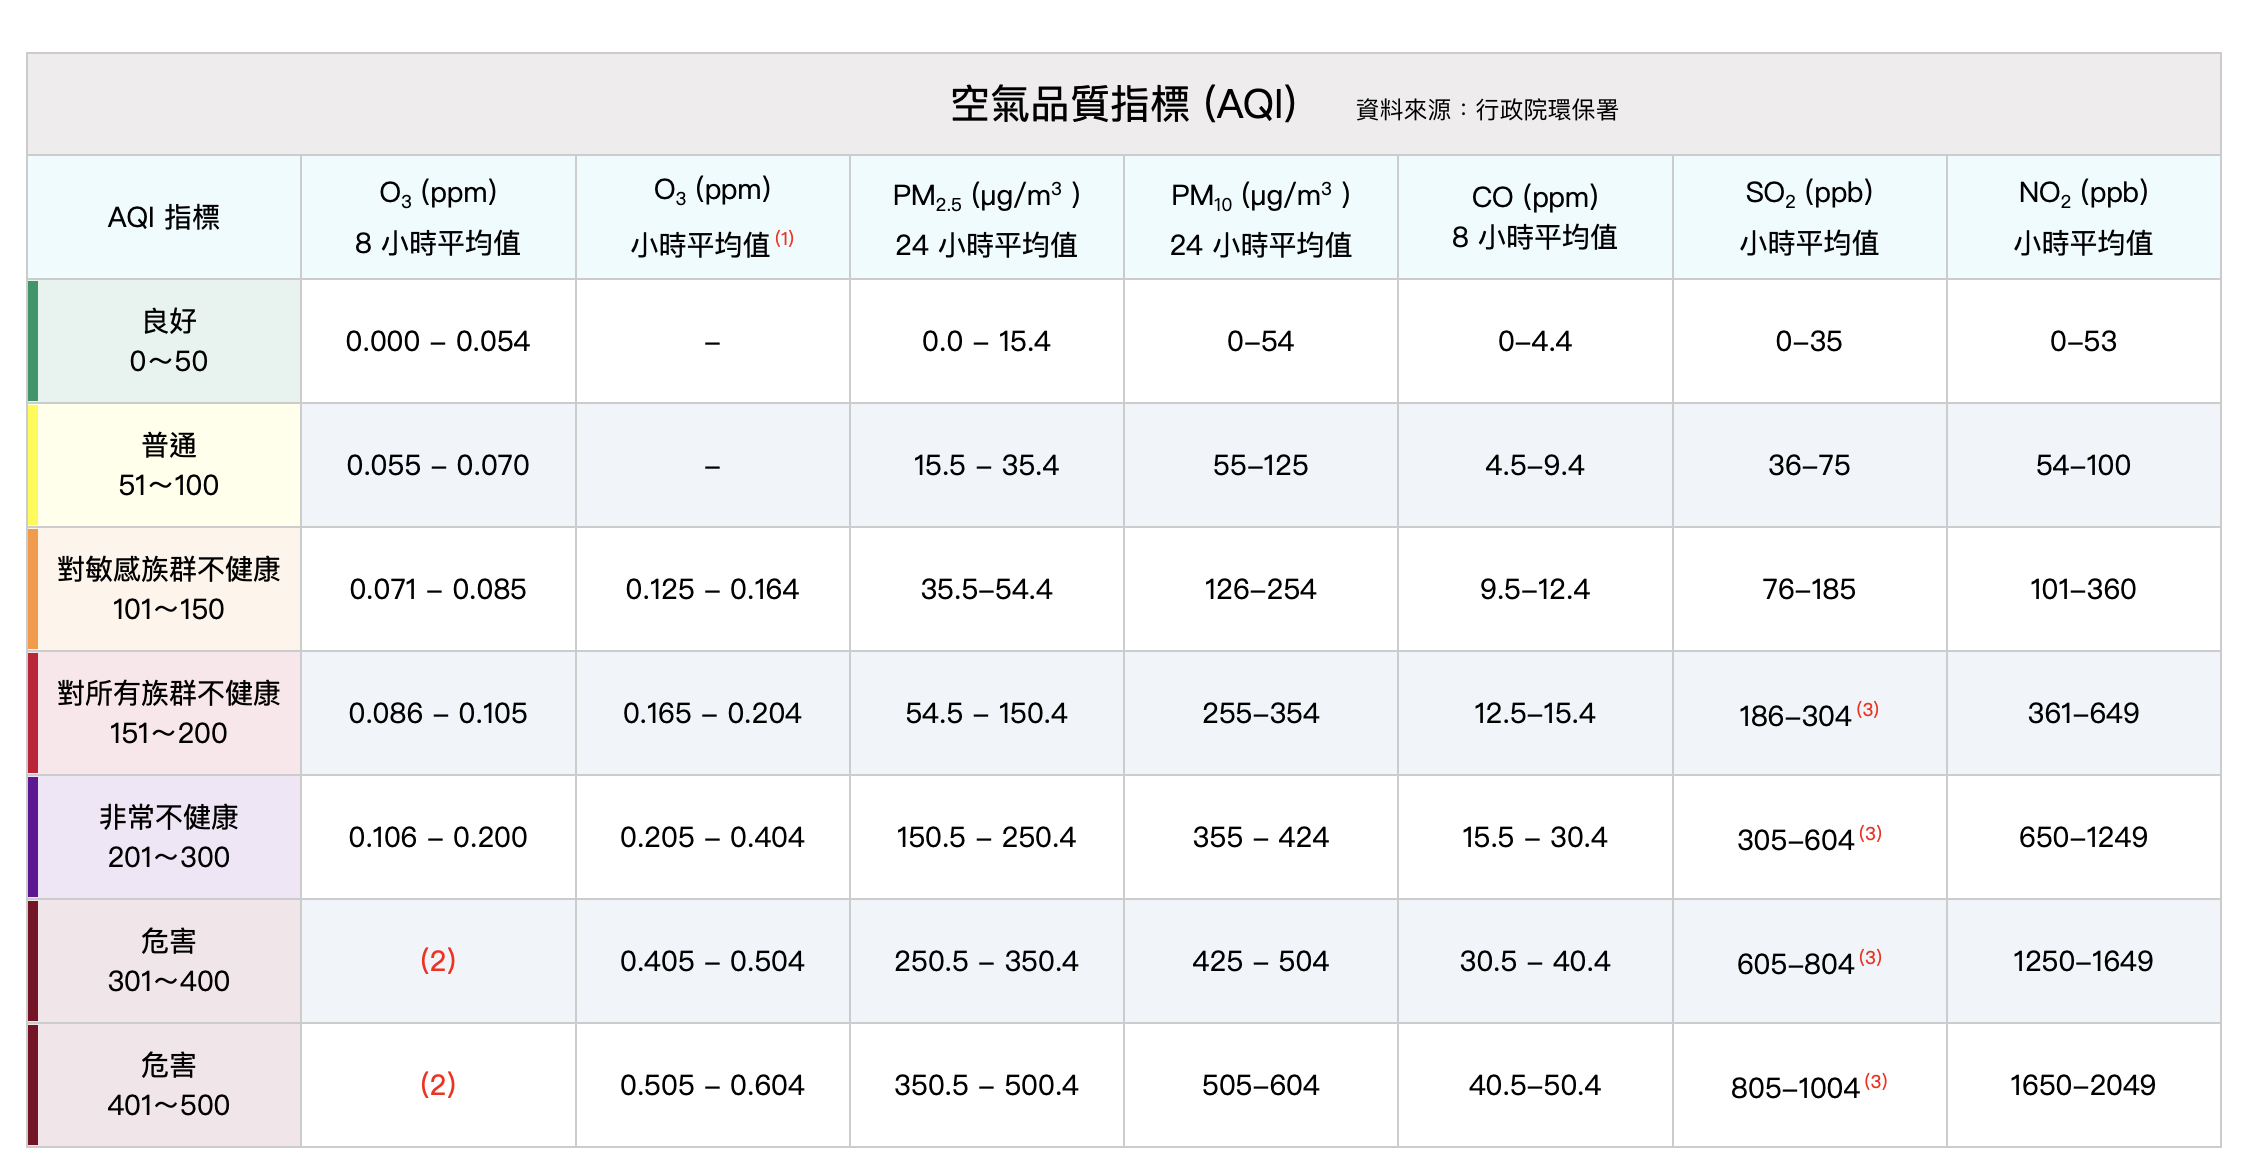 空氣品質指標 (AQI) 資料來源：行政院環保署
AQI 指標
O₃ (ppm)
8 小時平均值
O₃ (ppm)
小時平均值 (1)
PM₂.₅ (μg/m³ )
24 小時平均值
PM₁₀ (μg/m³ )
24 小時平均值
CO (ppm)
8 小時平均值
SO₂ (ppb)
小時平均值
NO₂ (ppb)
小時平均值
良好
0～50
0.000 – 0.054
–
0.0 – 15.4
0–54
0–4.4
0–35
0–53
普通
51～100
0.055 – 0.070
–
15.5 – 35.4
55–125
4.5–9.4
36–75
54–100
對敏感族群不健康
101～150
0.071 – 0.085
0.125 – 0.164
35.5–54.4
126–254
9.5–12.4
76–185
101–360
對所有族群不健康
151～200
0.086 – 0.105
0.165 – 0.204
54.5 – 150.4
255–354
12.5–15.4
186–304 (3)
361–649
非常不健康
201～300
0.106 – 0.200
0.205 – 0.404
150.5 – 250.4
355 – 424
15.5 – 30.4
305–604 (3)
650–1249
危害
301～400
(2)
0.405 – 0.504
250.5 – 350.4
425 – 504
30.5 – 40.4
605–804 (3)
1250–1649
危害
401～500
(2)
0.505 – 0.604
350.5 – 500.4
505–604
40.5–50.4
805–1004 (3)
1650–2049